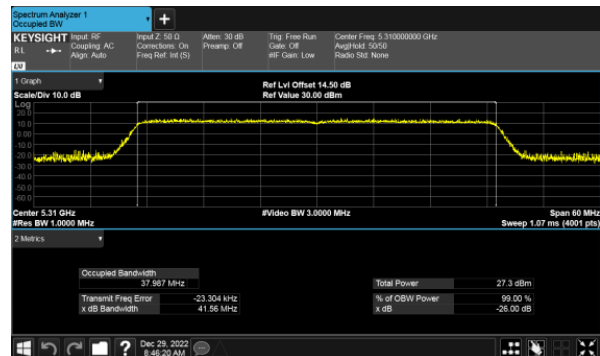 Spectrum Analyzer 1
Occupied BW
KEYSIGHT Input: RF Input Z: 50 Ω Atten: 30 dB Trig: Free Run Center Freq: 5.310000000 GHz
RL Coupling: AC Corrections: On Preamp: Off Gate: Off Avg|Hold: 50/50
Align: Auto Freq Ref: Int (S) #IF Gain: Low Radio Std: None
LXI
1 Graph
Ref Lvl Offset 14.50 dB
Scale/Div 10.0 dB Ref Value 30.00 dBm
Log
20.0
10.0
0.00
-10.0
-20.0
-30.0
-40.0
-50.0
-60.0
Center 5.31 GHz #Video BW 3.0000 MHz Span 60 MHz
#Res BW 1.0000 MHz Sweep 1.07 ms (4001 pts)
2 Metrics
Occupied Bandwidth
37.987 MHz Total Power 27.3 dBm
Transmit Freq Error -23.304 kHz % of OBW Power 99.00 %
x dB Bandwidth 41.56 MHz x dB -26.00 dB
Dec 29, 2022
8:46:20 AM